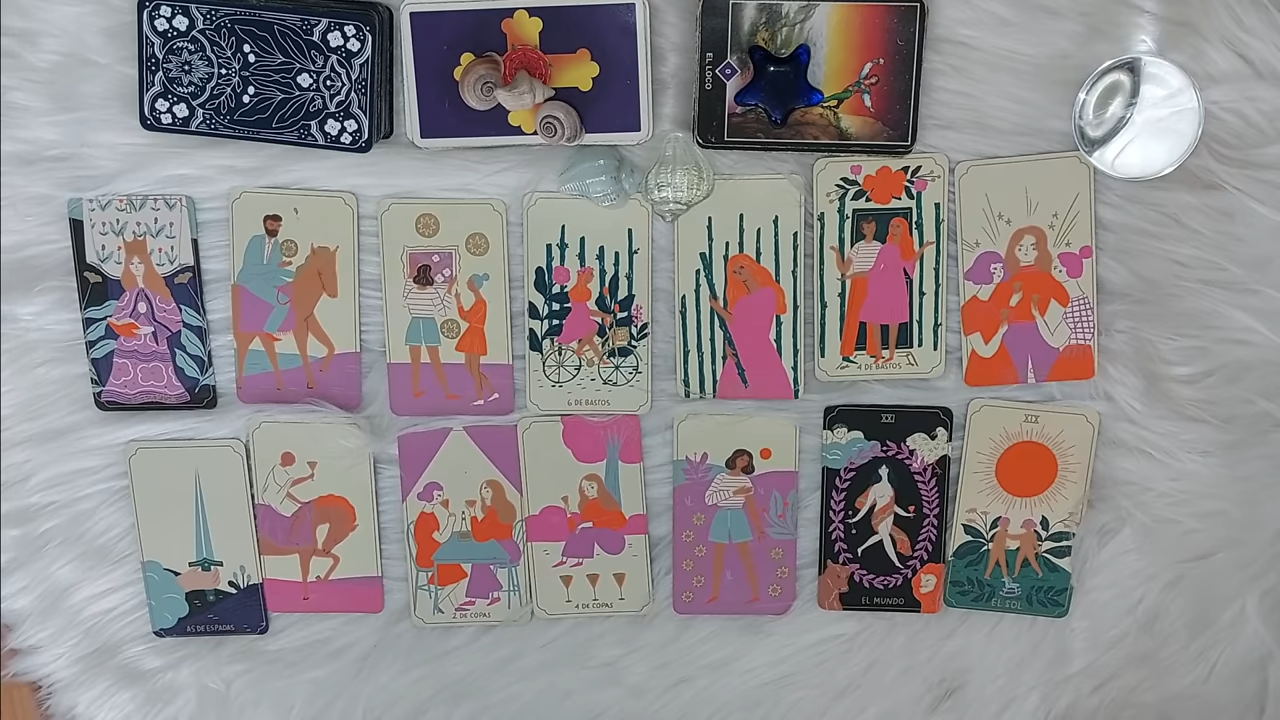 EL LOCO
0
6 DE BASTOS
4 DE BASTOS
AS DE ESPADAS
2 DE COPAS
4 DE COPAS
XXI
EL MUNDO
XIX
EL SOL